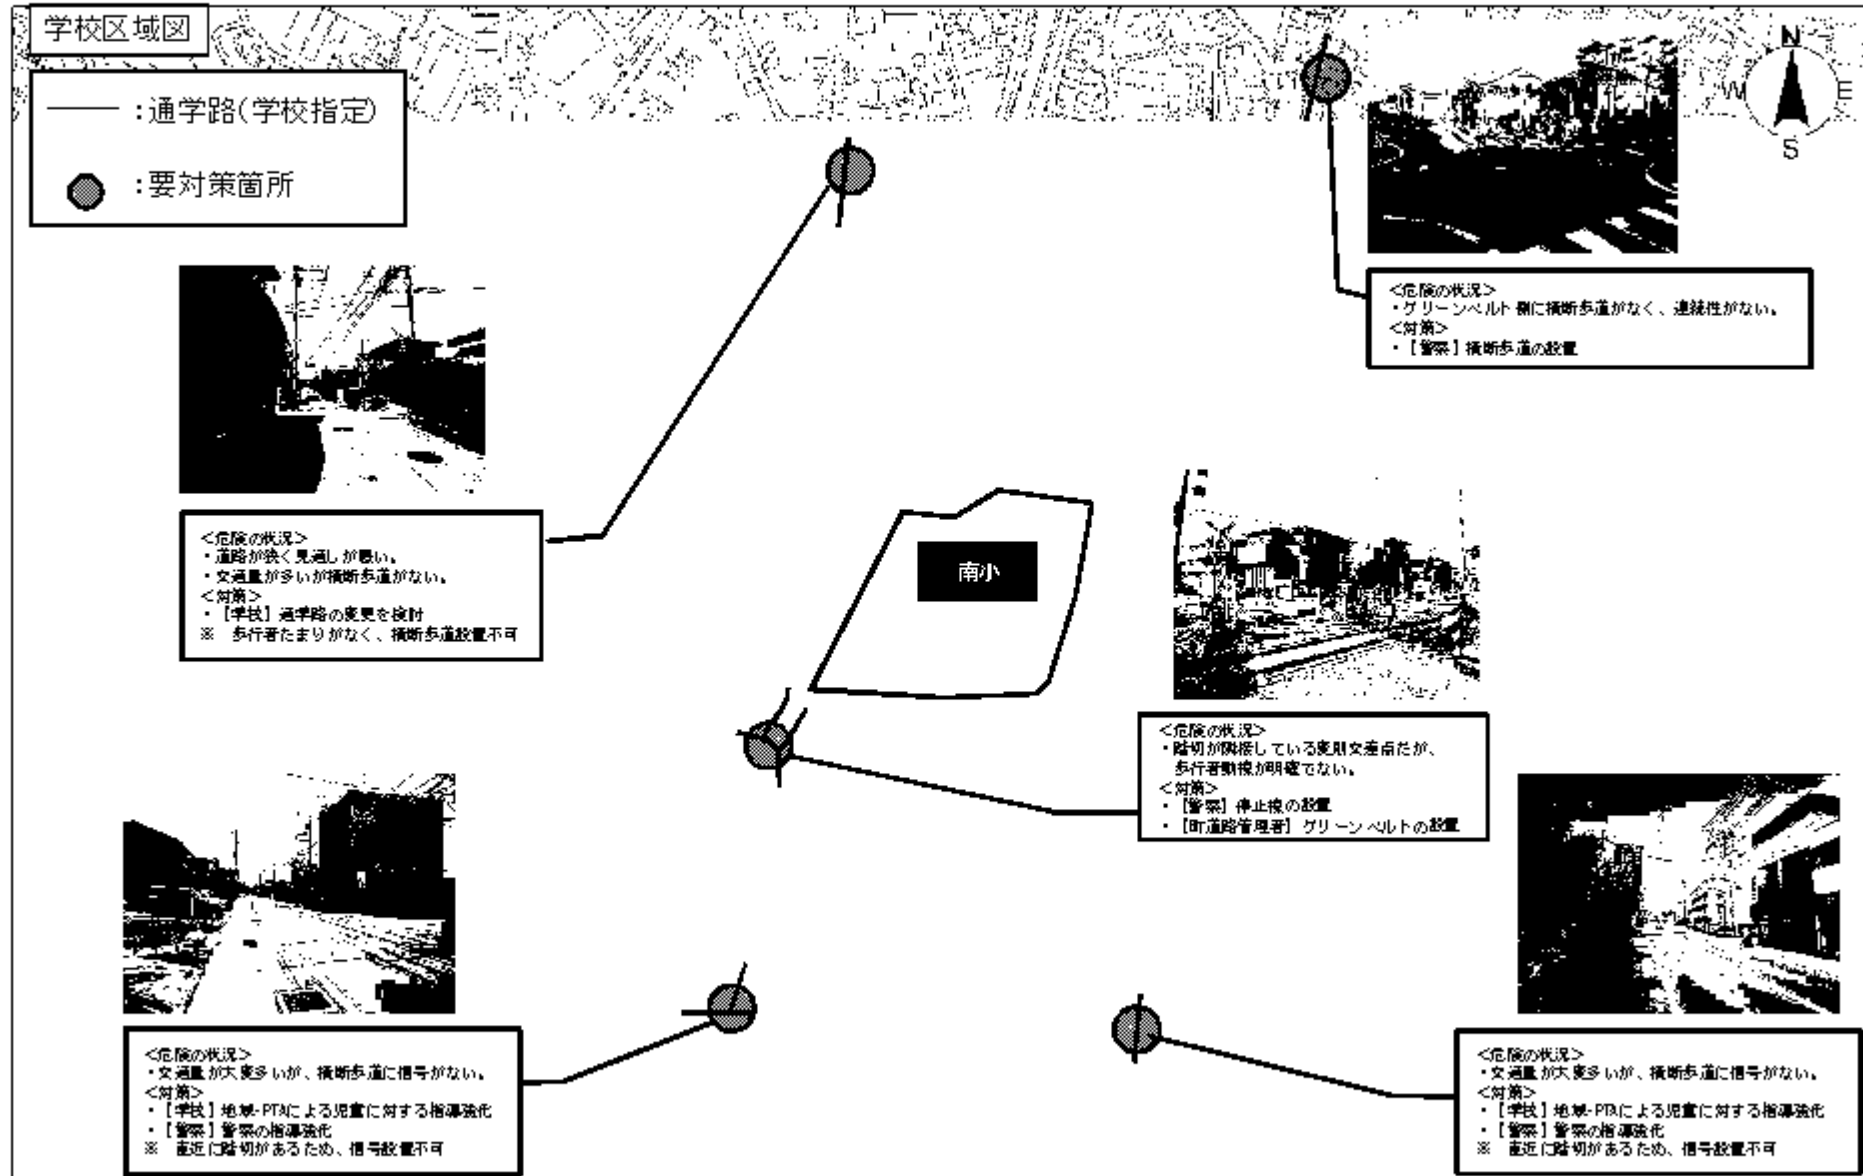 学校区域図
：通学路(学校指定)
：要対策箇所
N
W
E
S
＜危険の状況＞
・グリーンベルト側に横断歩道がなく、連続性がない。
＜対策＞
・【警察】横断歩道の設置
＜危険の状況＞
・道路が狭く見通しが悪い。
・交通量が多いが横断歩道がない。
＜対策＞
・【学校】通学路の変更を検討
※　歩行者たまりがなく、横断歩道設置不可
南小
＜危険の状況＞
・踏切が隣接している変則交差点だが、
歩行者動線が明確でない。
＜対策＞
・【警察】停止線の設置
・【町道路管理者】グリーンベルトの設置
＜危険の状況＞
・交通量が大変多いが、横断歩道に信号がない。
＜対策＞
・【学校】地域・PTAによる児童に対する指導強化
・【警察】警察の指導強化
※　直近に踏切があるため、信号設置不可
＜危険の状況＞
・交通量が大変多いが、横断歩道に信号がない。
＜対策＞
・【学校】地域・PTAによる児童に対する指導強化
・【警察】警察の指導強化
※　直近に踏切があるため、信号設置不可